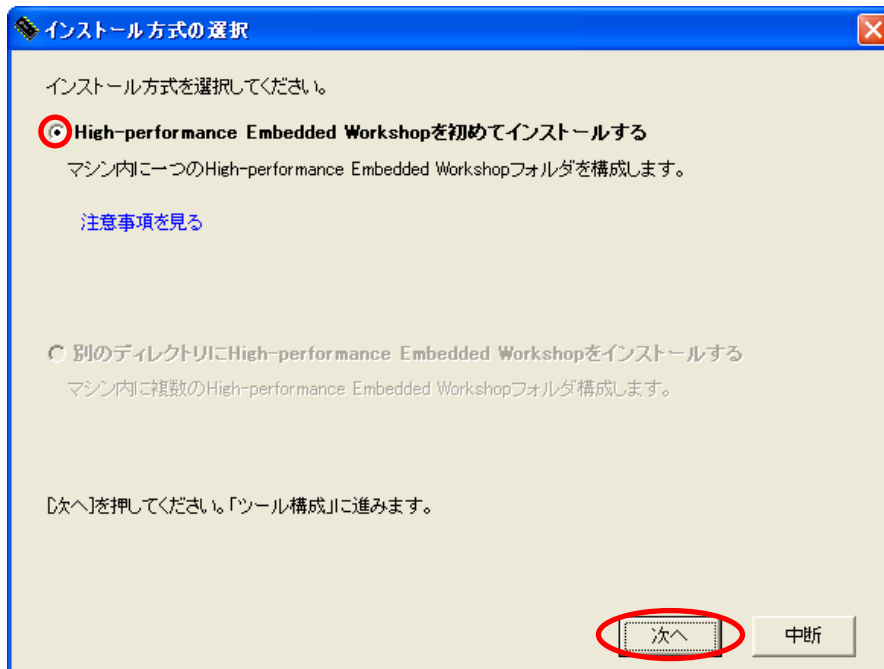 インストール方式の選択
インストール方式を選択してください。
High-performance Embedded Workshopを初めてインストールする
マシン内に一つのHigh-performance Embedded Workshopフォルダを構成します。
注意事項を見る
別のディレクトリにHigh-performance Embedded Workshopをインストールする
マシン内に複数のHigh-performance Embedded Workshopフォルダ構成します。
[次へ]を押してください。「ツール構成」に進みます。
次へ
中断